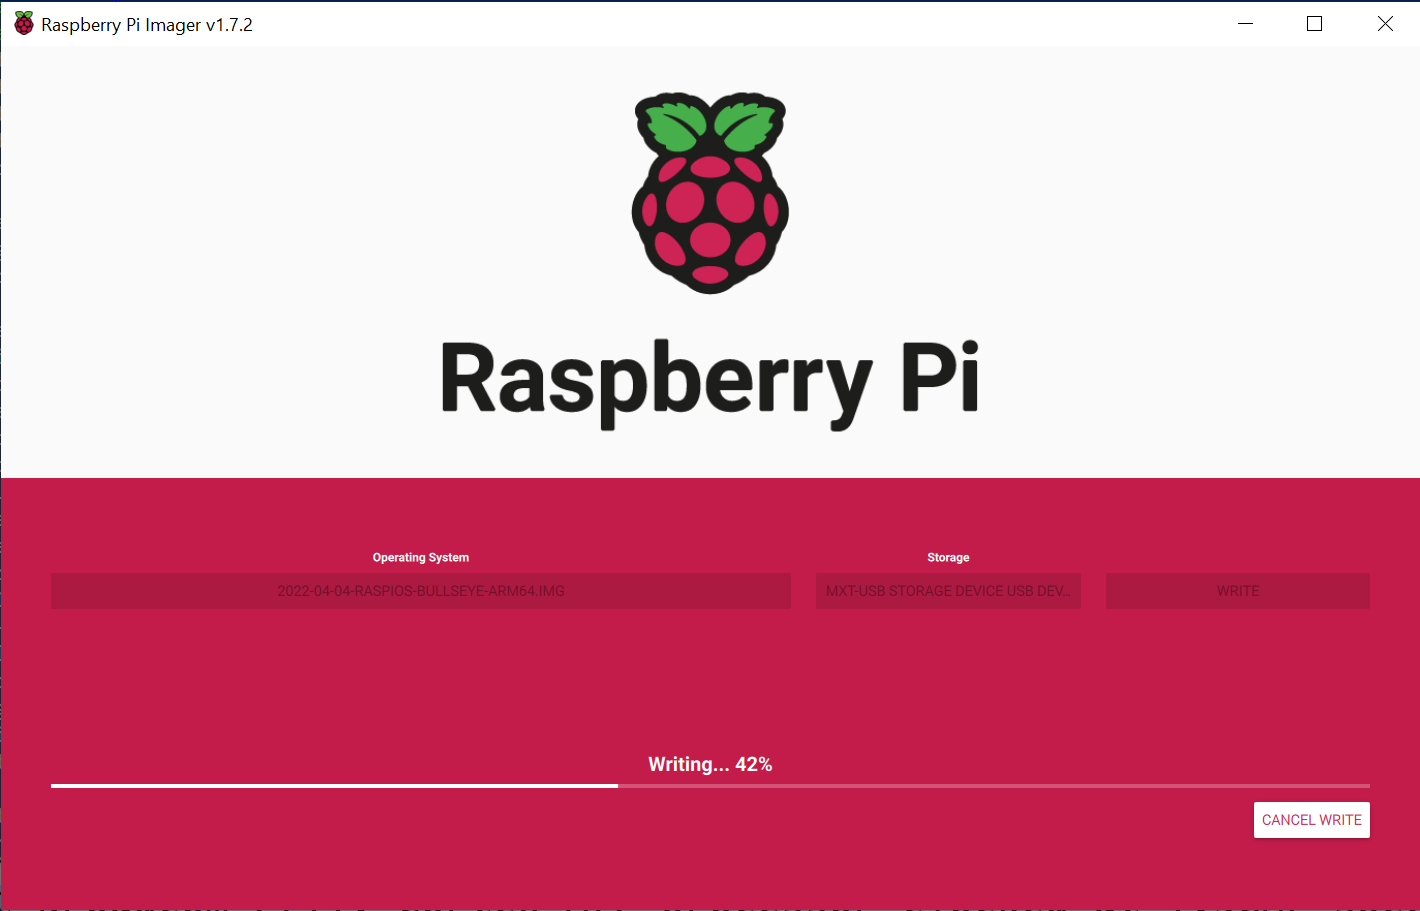 Raspberry Pi Imager v1.7.2
Raspberry Pi
Operating System
Storage
2022-04-04-RASPIOS-BULLSEYE-ARM64.IMG
MXT-USB STORAGE DEVICE USB DEV...
WRITE
Writing... 42%
CANCEL WRITE